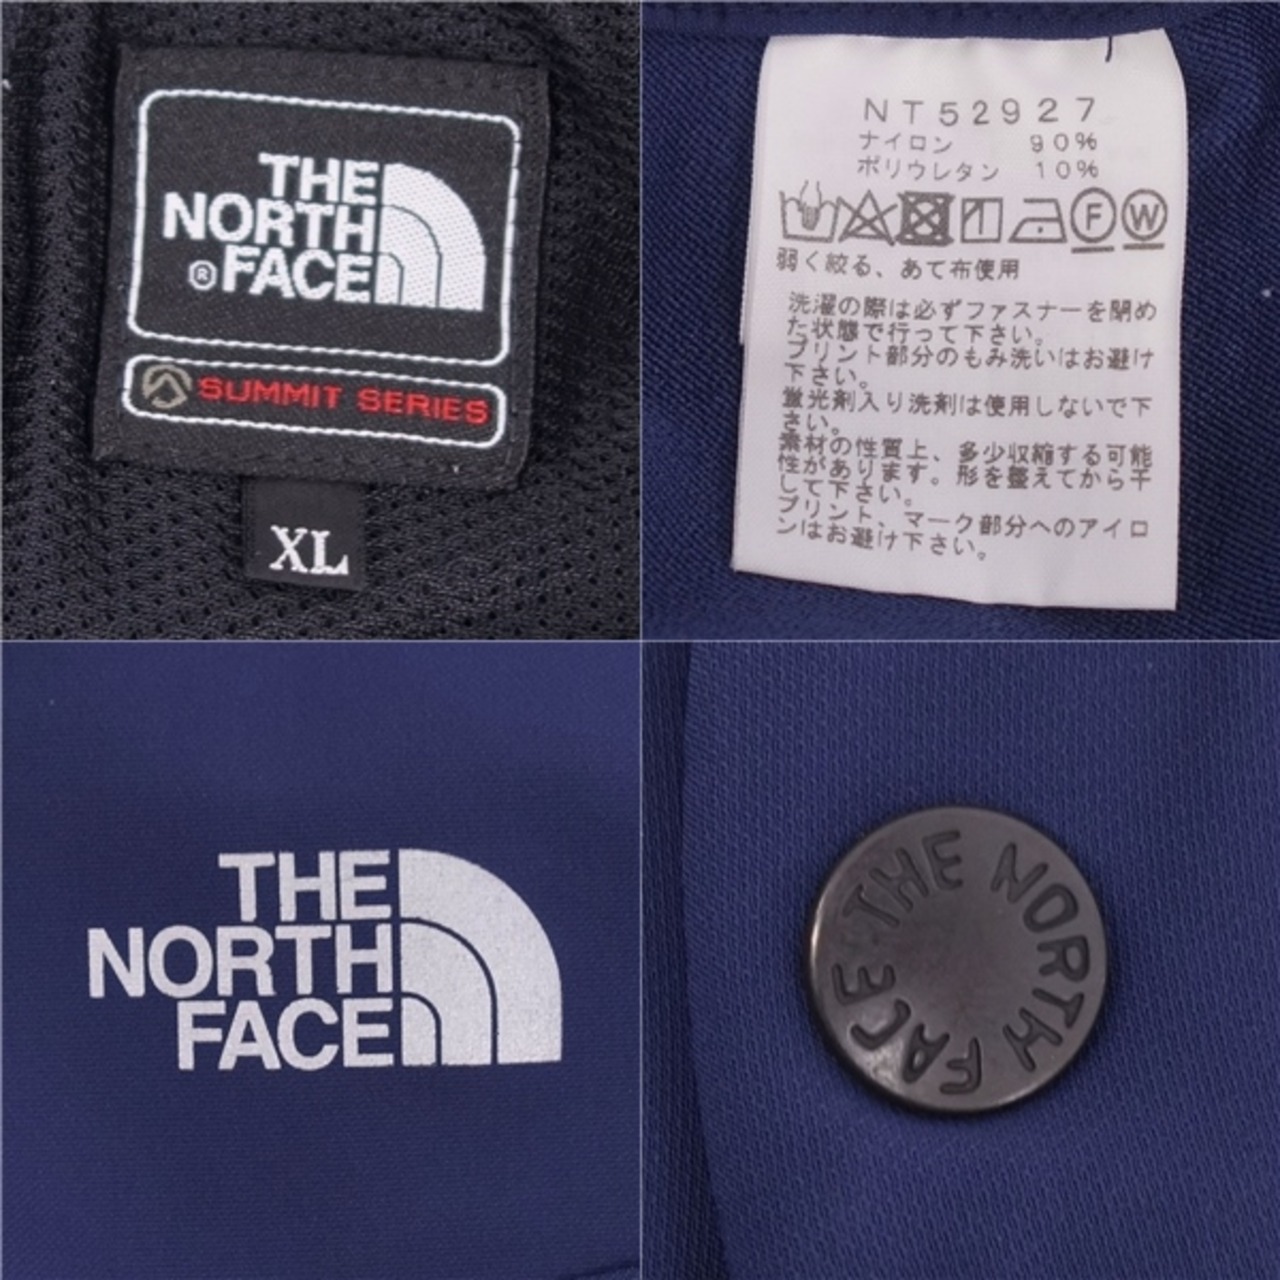 THE
NORTH
® FACE
SUMMIT SERIES
XL
NT52927
ナイロン 90%
ポリウレタン 10%
F W
弱く絞る、あて布使用
洗濯の際は必ずファスナーを閉め
た状態で行って下さい。
プリント部分のもみ洗いはお避け
下さい。
蛍光剤入り洗剤は使用しないで下
さい。
素材の性質上、多少収縮する可能
性があります。形を整えてから干
して下さい。
プリント、マーク部分へのアイロ
ンはお避け下さい。
THE
NORTH
FACE
THE NORTH FACE